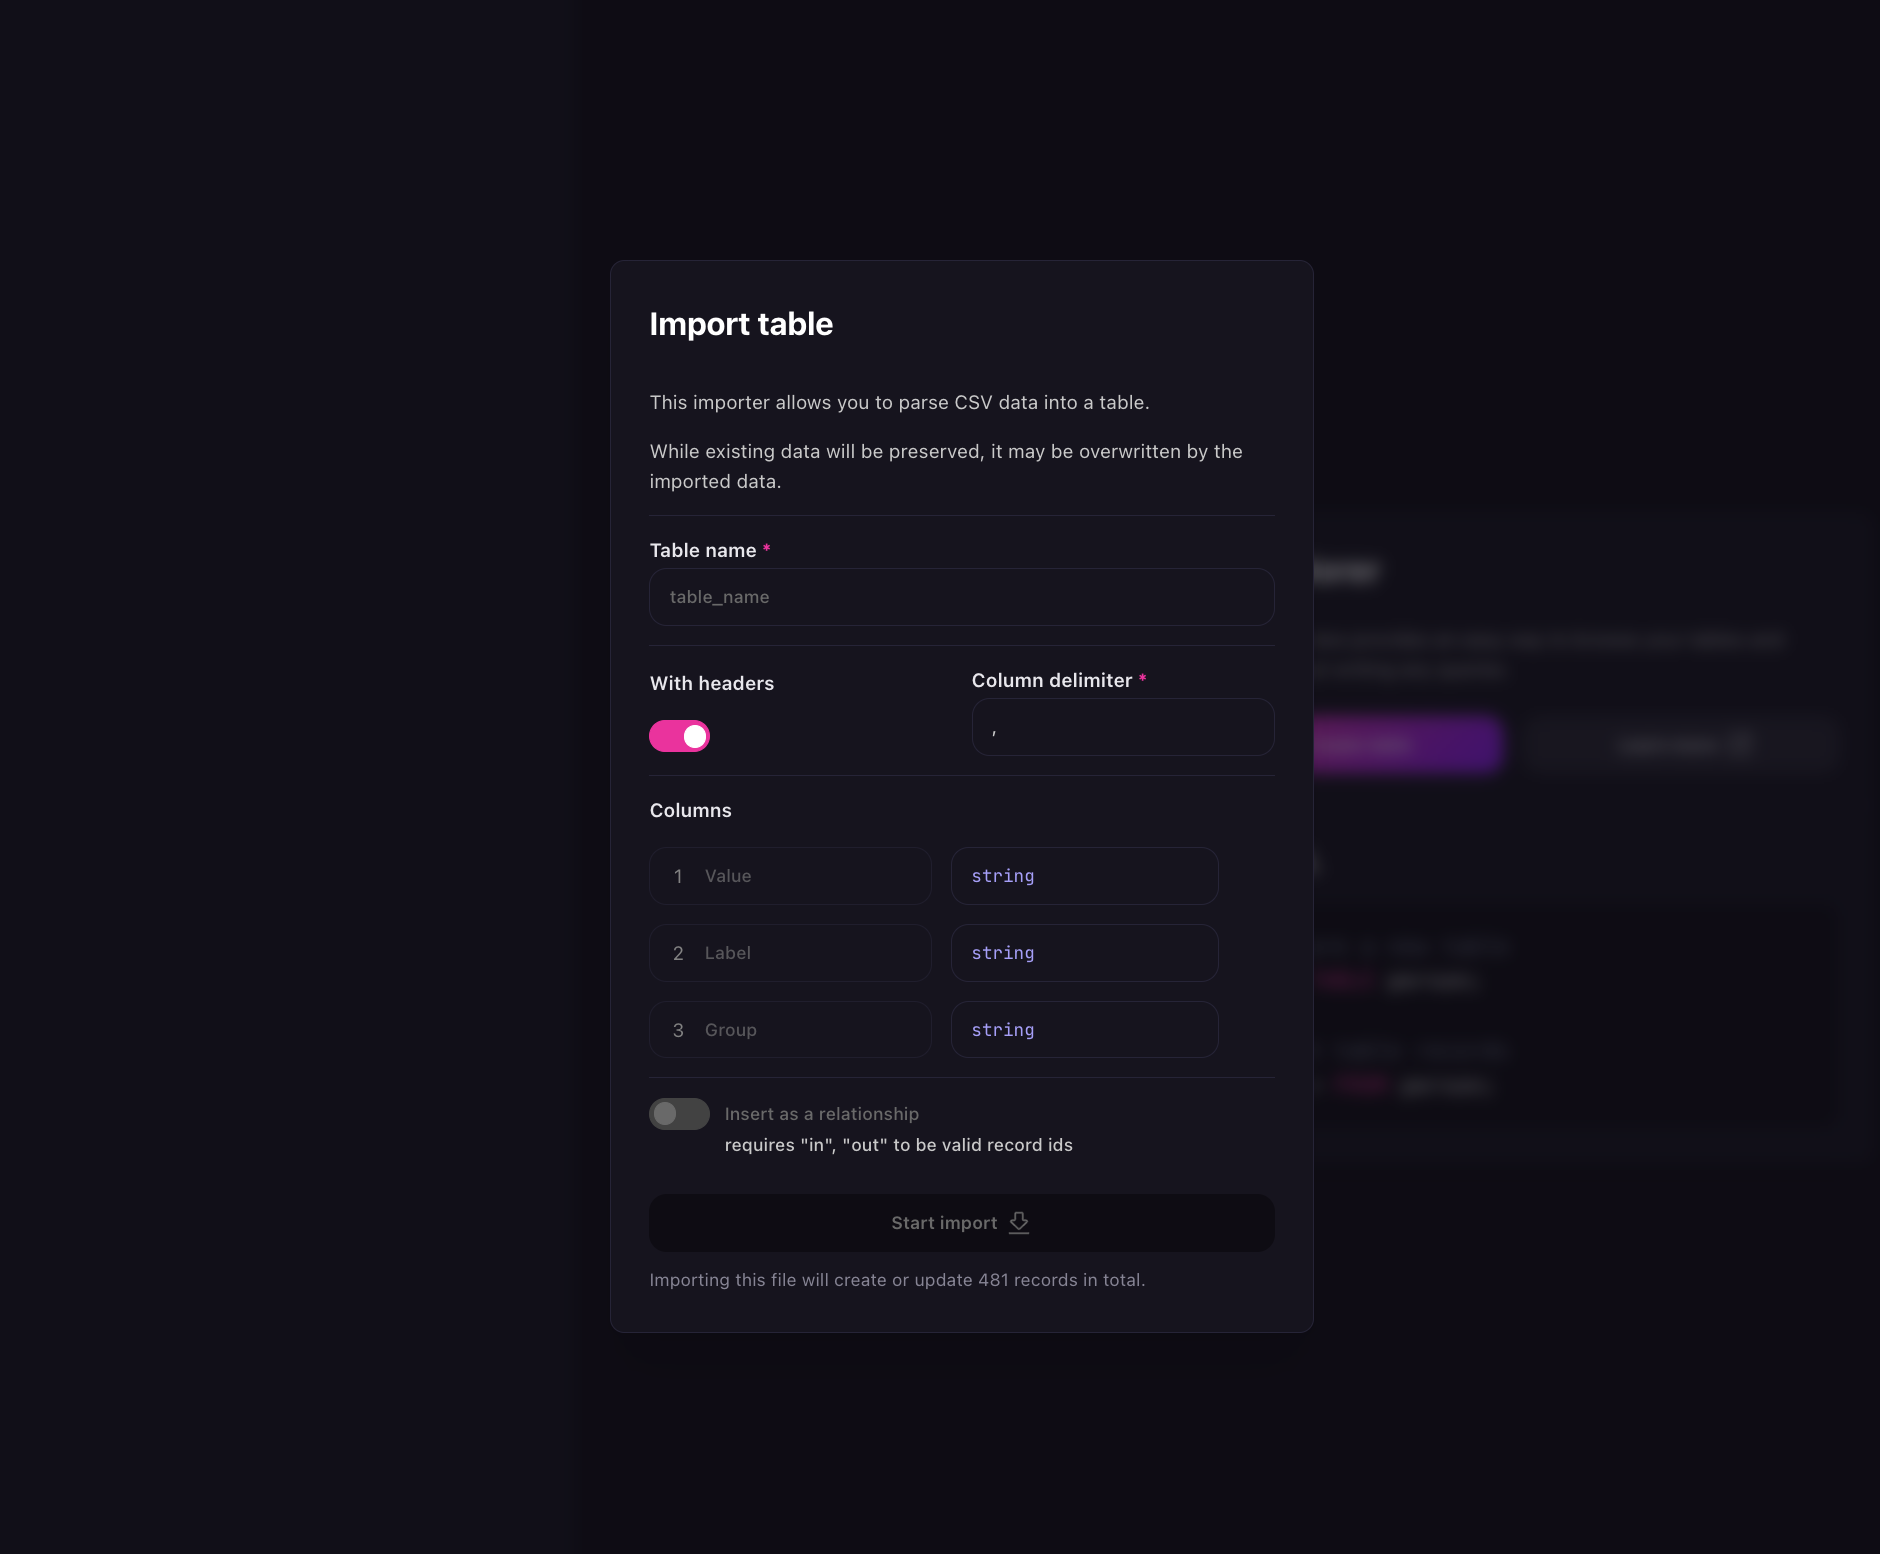 Import table
This importer allows you to parse CSV data into a table.
While existing data will be preserved, it may be overwritten by the
imported data.
Table name *
table_name
With headers
Column delimiter *
,
Columns
1 Value string
2 Label string
3 Group string
Insert as a relationship
requires "in", "out" to be valid record ids
Start import
Importing this file will create or update 481 records in total.